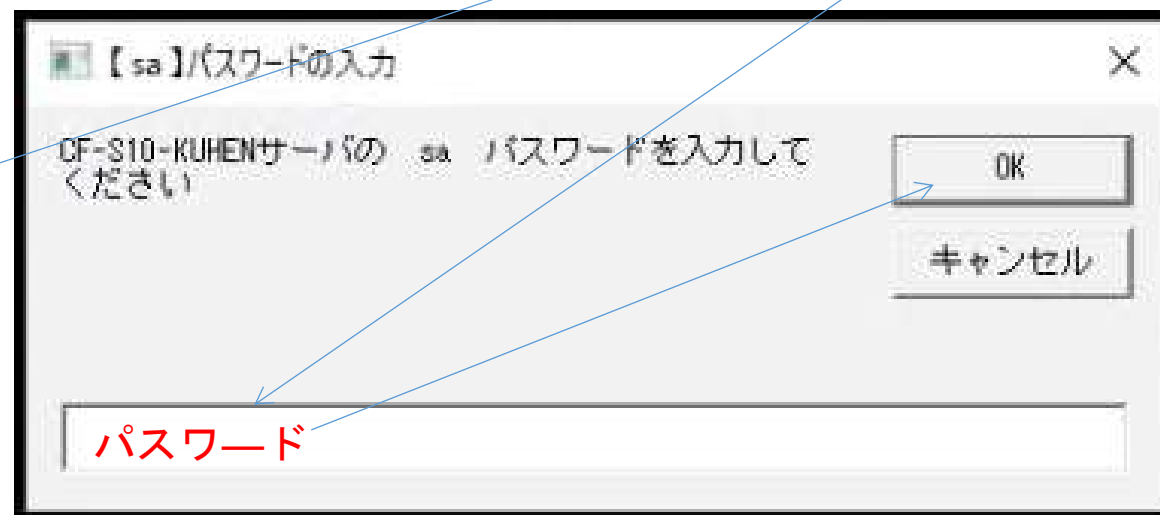 【sa】パスワードの入力
CF-S10-KUHENサーバの sa パスワードを入力して
ください
OK
キャンセル
パスワード